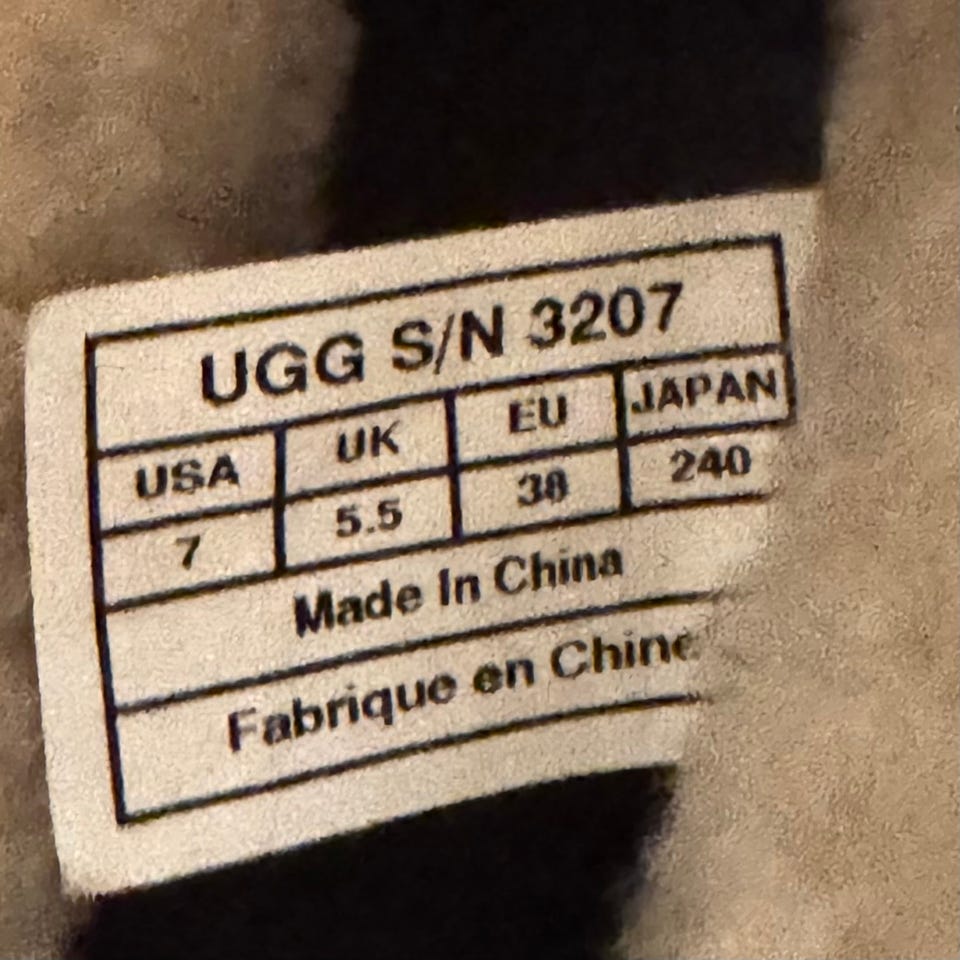 UGG S/N 3207
USA UK EU JAPAN
7 5.5 38 240
Made In China
Fabrique en Chine